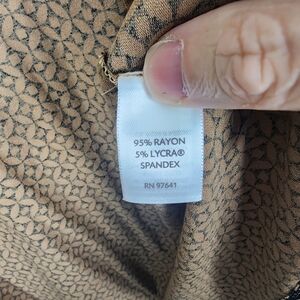 95% RAYON
5% LYCRA®
SPANDEX
RN 97641